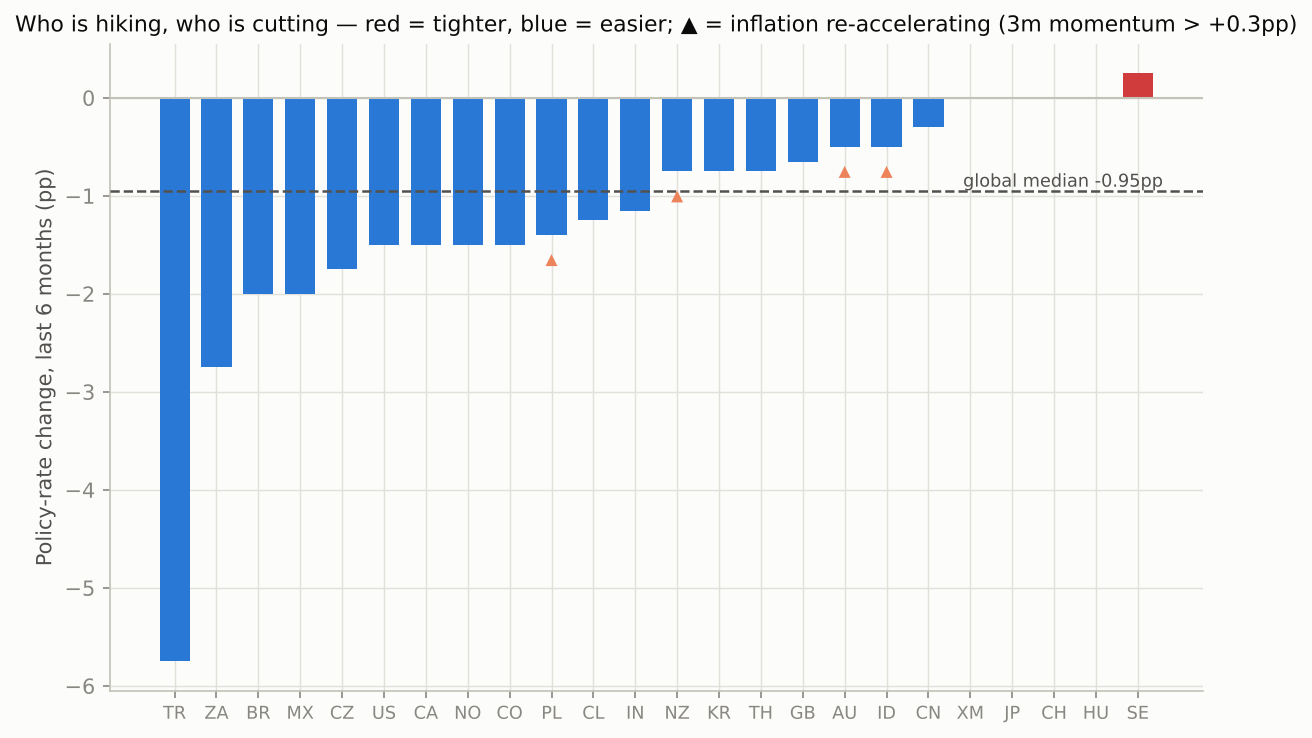 Who is hiking, who is cutting — red = tighter, blue = easier; ▲ = inflation re-accelerating (3m momentum > +0.3pp)
Policy-rate change, last 6 months (pp)
0
−1
−2
−3
−4
−5
−6
global median -0.95pp
TR ZA BR MX CZ US CA NO CO PL CL IN NZ KR TH GB AU ID CN XM JP CH HU SE